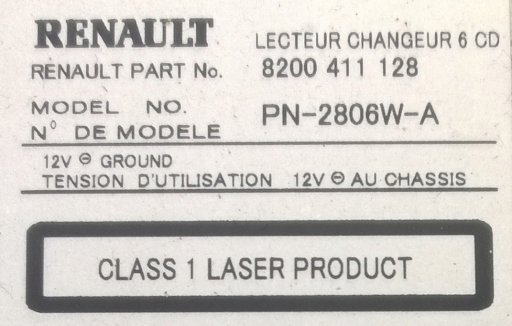 RENAULT LECTEUR CHANGEUR 6 CD
RENAULT PART No. 8200 411 128
MODEL NO.
N° DE MODELE PN-2806W-A
12V ⊖ GROUND
TENSION D'UTILISATION 12V ⊖ AU CHASSIS
CLASS 1 LASER PRODUCT